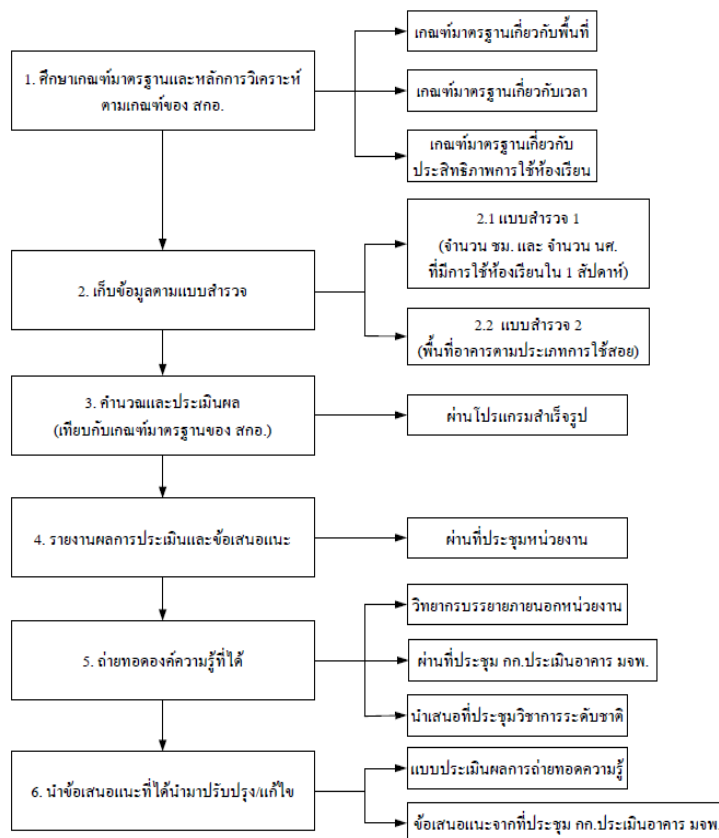 เกณฑ์มาตรฐานเกี่ยวกับพื้นที่
1. ศึกษาเกณฑ์มาตรฐานและหลักการวิเคราะห์
ตามเกณฑ์ของ สกอ.
เกณฑ์มาตรฐานเกี่ยวกับเวลา
เกณฑ์มาตรฐานเกี่ยวกับ
ประสิทธิภาพการใช้ห้องเรียน
2. เก็บข้อมูลตามแบบสำรวจ
2.1 แบบสำรวจ 1
(จำนวน ชม. และ จำนวน นศ.
ที่มีการใช้ห้องเรียนใน 1 สัปดาห์)
2.2 แบบสำรวจ 2
(พื้นที่อาคารตามประเภทการใช้สอย)
3. คำนวณและประเมินผล
(เทียบกับเกณฑ์มาตรฐานของ สกอ.)
ผ่านโปรแกรมสำเร็จรูป
4. รายงานผลการประเมินและข้อเสนอแนะ
ผ่านที่ประชุมหน่วยงาน
5. ถ่ายทอดองค์ความรู้ที่ได้
วิทยากรบรรยายภายนอกหน่วยงาน
ผ่านที่ประชุม กก.ประเมินอาคาร มจพ.
นำเสนอที่ประชุมวิชาการระดับชาติ
6. นำข้อเสนอแนะที่ได้นำมาปรับปรุง/แก้ไข
แบบประเมินผลการถ่ายทอดความรู้
ข้อเสนอแนะจากที่ประชุม กก.ประเมินอาคาร มจพ.